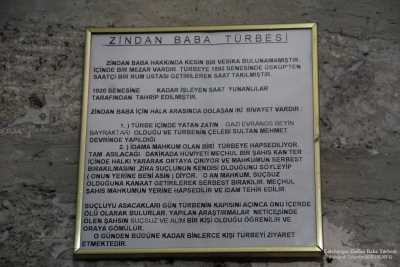 ZİNDAN BABA TÜRBESİ
ZİNDAN BABA HAKKINDA KESİN BİR VESİKA BULUNAMAMIŞTIR.
İÇİNDE BİR MEZAR VARDIR. TÜRBEYE SENESİNDE ÜSKÜP'TEN
SAATÇİ BİR RUM USTASI GETİRİLEREK SAAT TAKILMIŞTIR.
1920 SENESİNE KADAR İŞLEYEN SAAT YUNANLILAR
TARAFINDAN TAHRİP EDİLMİŞTİR.
ZİNDAN BABA İÇİN HALK ARASINDA DOLAŞAN İKİ RİVAYET VARDIR :
1.) TÜRBE İÇİNDE YATAN ZATIN GAZİ EVRANOS BEYİN
BAYRAKTARI OLDUĞU VE TÜRBENİN ÇELEBİ SULTAN MEHMET
DEVRİNDE YAPILDIĞI
2.) İDAMA MAHKUM OLAN BİRİ TÜRBEYE HAPSEDİLİYOR.
TAM ASILACAĞI DAKİKADA HÜVİYETİ MEÇHUL BİR ŞAHIS KANTER
İÇİNDE HALKI YARARAK ORTAYA ÇIKIYOR VE MAHKUMUN SERBEST
BIRAKILMASINI ,ZİRA SUÇLUNUN KENDİSİ OLDUĞUNU SÖYLEYİP
( ONUN YERİNE BENİ ASIN ) DİYOR. O AN MAHKUM, SUÇSUZ
OLDUĞUNA KANAAT GETİRİLEREK SERBEST BIRAKILIR. MEÇHUL
ŞAHIS MAHKUMUN YERİNE HAPSEDİLİR VE İDAM TEHİR EDİLİR.
SUÇLUYU ASACAKLARI GÜN TÜRBENİN KAPISINI AÇINCA ONU İÇERDE
ÖLÜ OLARAK BULURLAR. YAPILAN ARAŞTIRMALAR NETİCESİNDE
ÖLEN ŞAHSIN SUÇSUZ VE ALİM BİR KİŞİ OLDUĞU ÖĞRENİLİR VE
ORAYA GÖMÜLÜR.
O GÜNDEN BUGÜNE KADAR BİNLERCE KİŞİ TÜRBEYİ ZİYARET
ETMEKTEDİR.
Zindan Baba Türbesi